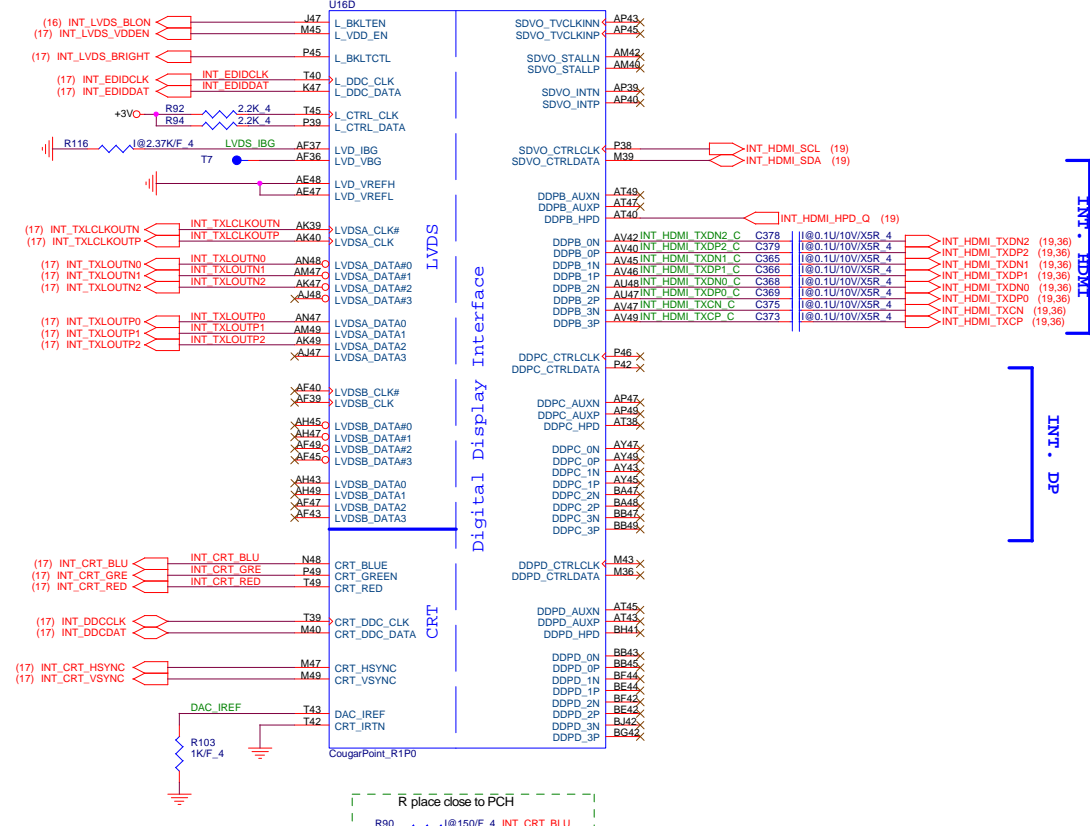 U16D
(16) INT_LVDS_BLON J47 L_BKLTEN
(17) INT_LVDS_VDDEN M45 L_VDD_EN
(17) INT_LVDS_BRIGHT P45 L_BKLTCTL
(17) INT_EDIDCLK INT_EDIDCLK T40 L_DDC_CLK
(17) INT_EDIDDAT INT_EDIDDAT K47 L_DDC_DATA
+3V R92 2.2K_4 T45 L_CTRL_CLK
R94 2.2K_4 P39 L_CTRL_DATA
R116 I@2.37K/F_4 LVDS_IBG AF37 LVD_IBG
T7 AF36 LVD_VBG
AE48 LVD_VREFH
AE47 LVD_VREFL
(17) INT_TXLCLKOUTN INT_TXLCLKOUTN AK39 LVDSA_CLK#
(17) INT_TXLCLKOUTP INT_TXLCLKOUTP AK40 LVDSA_CLK
(17) INT_TXLOUTN0 INT_TXLOUTN0 AN48 LVDSA_DATA#0
(17) INT_TXLOUTN1 INT_TXLOUTN1 AM47 LVDSA_DATA#1
(17) INT_TXLOUTN2 INT_TXLOUTN2 AK47 LVDSA_DATA#2
AJ48 LVDSA_DATA#3
(17) INT_TXLOUTP0 INT_TXLOUTP0 AN47 LVDSA_DATA0
(17) INT_TXLOUTP1 INT_TXLOUTP1 AM49 LVDSA_DATA1
(17) INT_TXLOUTP2 INT_TXLOUTP2 AK49 LVDSA_DATA2
AJ47 LVDSA_DATA3
AF40 LVDSB_CLK#
AF39 LVDSB_CLK
AH45 LVDSB_DATA#0
AH47 LVDSB_DATA#1
AF49 LVDSB_DATA#2
AF45 LVDSB_DATA#3
AH43 LVDSB_DATA0
AH49 LVDSB_DATA1
AF47 LVDSB_DATA2
AF43 LVDSB_DATA3
LVDS
(17) INT_CRT_BLU INT_CRT_BLU N48 CRT_BLUE
(17) INT_CRT_GRE INT_CRT_GRE P49 CRT_GREEN
(17) INT_CRT_RED INT_CRT_RED T49 CRT_RED
(17) INT_DDCCLK T39 CRT_DDC_CLK
(17) INT_DDCDAT M40 CRT_DDC_DATA
(17) INT_CRT_HSYNC M47 CRT_HSYNC
(17) INT_CRT_VSYNC M49 CRT_VSYNC
DAC_IREF T43 DAC_IREF
T42 CRT_IRTN
R103
1K/F_4
CRT
Digital Display Interface
SDVO_TVCLKINN AP43
SDVO_TVCLKINP AP45
SDVO_STALLN AM42
SDVO_STALLP AM40
SDVO_INTN AP39
SDVO_INTP AP40
SDVO_CTRLCLK P38 INT_HDMI_SCL (19)
SDVO_CTRLDATA M39 INT_HDMI_SDA (19)
DDPB_AUXN AT49
DDPB_AUXP AT47
DDPB_HPD AT40 INT_HDMI_HPD_Q (19)
DDPB_0N AV42 INT_HDMI_TXDN2_C C378 I@0.1U/10V/X5R_4 INT_HDMI_TXDN2 (19,36)
DDPB_0P AV40 INT_HDMI_TXDP2_C C379 I@0.1U/10V/X5R_4 INT_HDMI_TXDP2 (19,36)
DDPB_1N AV45 INT_HDMI_TXDN1_C C365 I@0.1U/10V/X5R_4 INT_HDMI_TXDN1 (19,36)
DDPB_1P AV46 INT_HDMI_TXDP1_C C366 I@0.1U/10V/X5R_4 INT_HDMI_TXDP1 (19,36)
DDPB_2N AU48 INT_HDMI_TXDN0_C C368 I@0.1U/10V/X5R_4 INT_HDMI_TXDN0 (19,36)
DDPB_2P AU47 INT_HDMI_TXDP0_C C369 I@0.1U/10V/X5R_4 INT_HDMI_TXDP0 (19,36)
DDPB_3N AV47 INT_HDMI_TXCN_C C375 I@0.1U/10V/X5R_4 INT_HDMI_TXCN (19,36)
DDPB_3P AV49 INT_HDMI_TXCP_C C373 I@0.1U/10V/X5R_4 INT_HDMI_TXCP (19,36)
INT. HDMI
DDPC_CTRLCLK P46
DDPC_CTRLDATA P42
DDPC_AUXN AP47
DDPC_AUXP AP49
DDPC_HPD AT38
DDPC_0N AY47
DDPC_0P AY49
DDPC_1N AY43
DDPC_1P AY45
DDPC_2N BA47
DDPC_2P BA48
DDPC_3N BB47
DDPC_3P BB49
INT. DP
DDPD_CTRLCLK M43
DDPD_CTRLDATA M36
DDPD_AUXN AT45
DDPD_AUXP AT43
DDPD_HPD BH41
DDPD_0N BB43
DDPD_0P BB45
DDPD_1N BF44
DDPD_1P BE44
DDPD_2N BF42
DDPD_2P BE42
DDPD_3N BJ42
DDPD_3P BG42
CougarPoint_R1P0
R place close to PCH
R90 I@150/F_4 INT_CRT_BLU